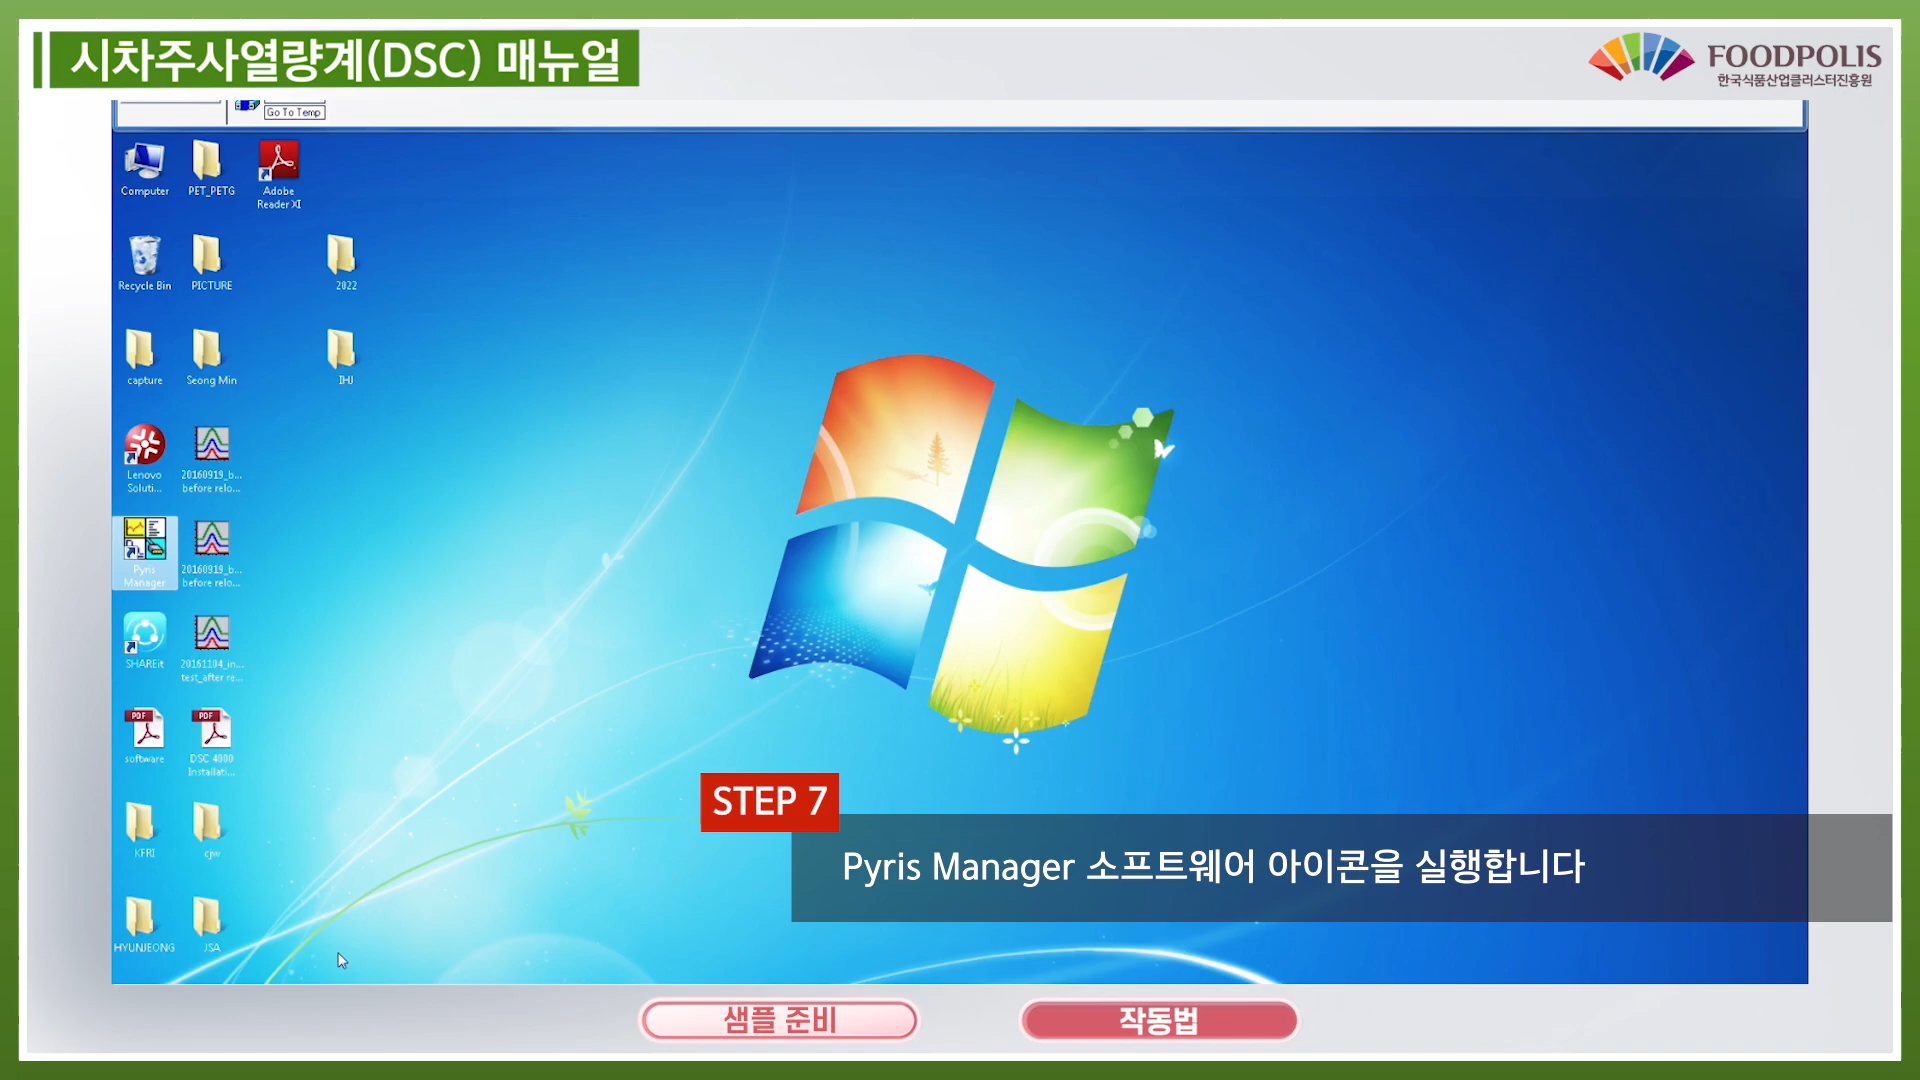 시차주사열량계(DSC) 매뉴얼
FOODPOLIS
한국식품산업클러스터진흥원
Go To Temp
Computer
PET_PETG
Adobe
Reader XI
Recycle Bin
PICTURE
2022
capture
Seong Min
IHJ
Lenovo
Soluti...
20160919_b...
before relo...
Pyris
Manager
20160919_b...
before relo...
SHAREit
20161104_in...
test_after re...
PDF
software
PDF
DSC 4000
Installati...
KFRI
cjw
HYUNJEONG
JSA
STEP 7
Pyris Manager 소프트웨어 아이콘을 실행합니다
샘플 준비
작동법